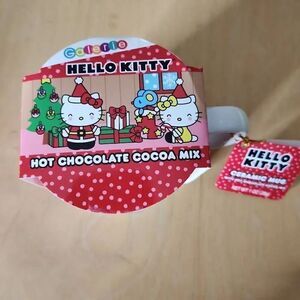 Galerie
HELLO KITTY
HOT CHOCOLATE COCOA MIX
HELLO
KITTY
CERAMIC MUG